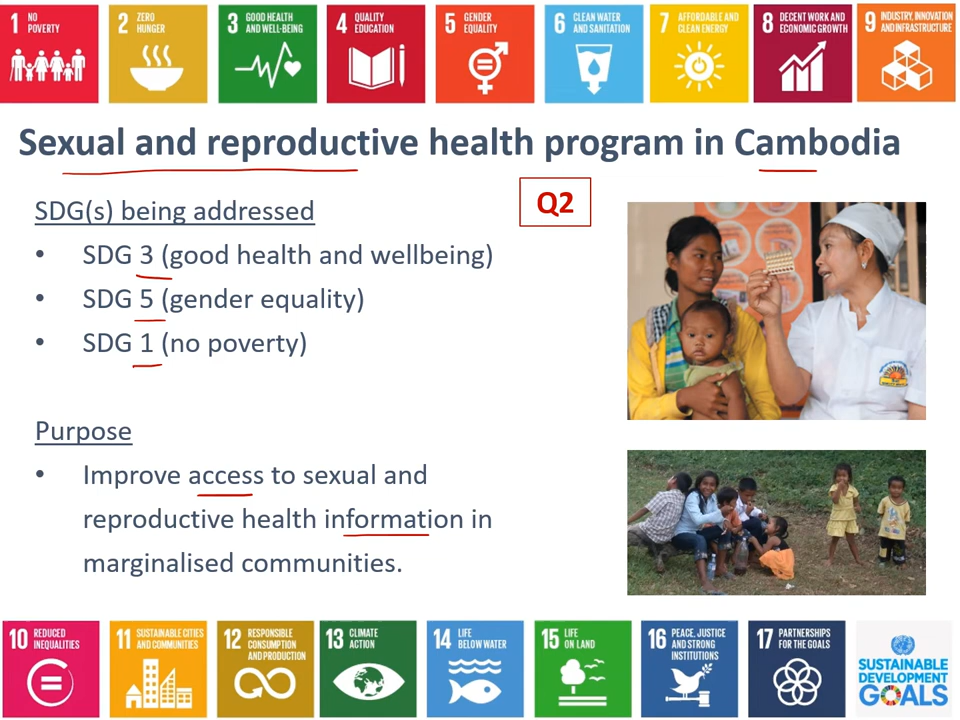 1 NO POVERTY
2 ZERO HUNGER
3 GOOD HEALTH AND WELL-BEING
4 QUALITY EDUCATION
5 GENDER EQUALITY
6 CLEAN WATER AND SANITATION
7 AFFORDABLE AND CLEAN ENERGY
8 DECENT WORK AND ECONOMIC GROWTH
9 INDUSTRY, INNOVATION AND INFRASTRUCTURE
Sexual and reproductive health program in Cambodia
Q2
SDG(s) being addressed
• SDG 3 (good health and wellbeing)
• SDG 5 (gender equality)
• SDG 1 (no poverty)
Purpose
• Improve access to sexual and
reproductive health information in
marginalised communities.
10 REDUCED INEQUALITIES
11 SUSTAINABLE CITIES AND COMMUNITIES
12 RESPONSIBLE CONSUMPTION AND PRODUCTION
13 CLIMATE ACTION
14 LIFE BELOW WATER
15 LIFE ON LAND
16 PEACE, JUSTICE AND STRONG INSTITUTIONS
17 PARTNERSHIPS FOR THE GOALS
SUSTAINABLE
DEVELOPMENT
GOALS